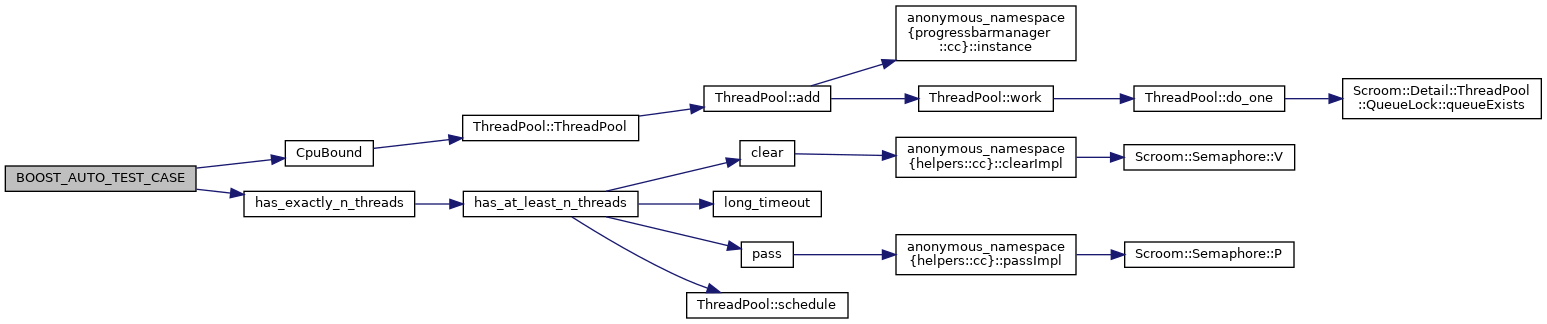 anonymous_namespace
{progressbarmanager
::cc}::instance
ThreadPool::add
ThreadPool::work
ThreadPool::do_one
Scroom::Detail::ThreadPool
::QueueLock::queueExists
ThreadPool::ThreadPool
CpuBound
clear
anonymous_namespace
{helpers::cc}::clearImpl
Scroom::Semaphore::V
BOOST_AUTO_TEST_CASE
has_exactly_n_threads
has_at_least_n_threads
long_timeout
pass
anonymous_namespace
{helpers::cc}::passImpl
Scroom::Semaphore::P
ThreadPool::schedule